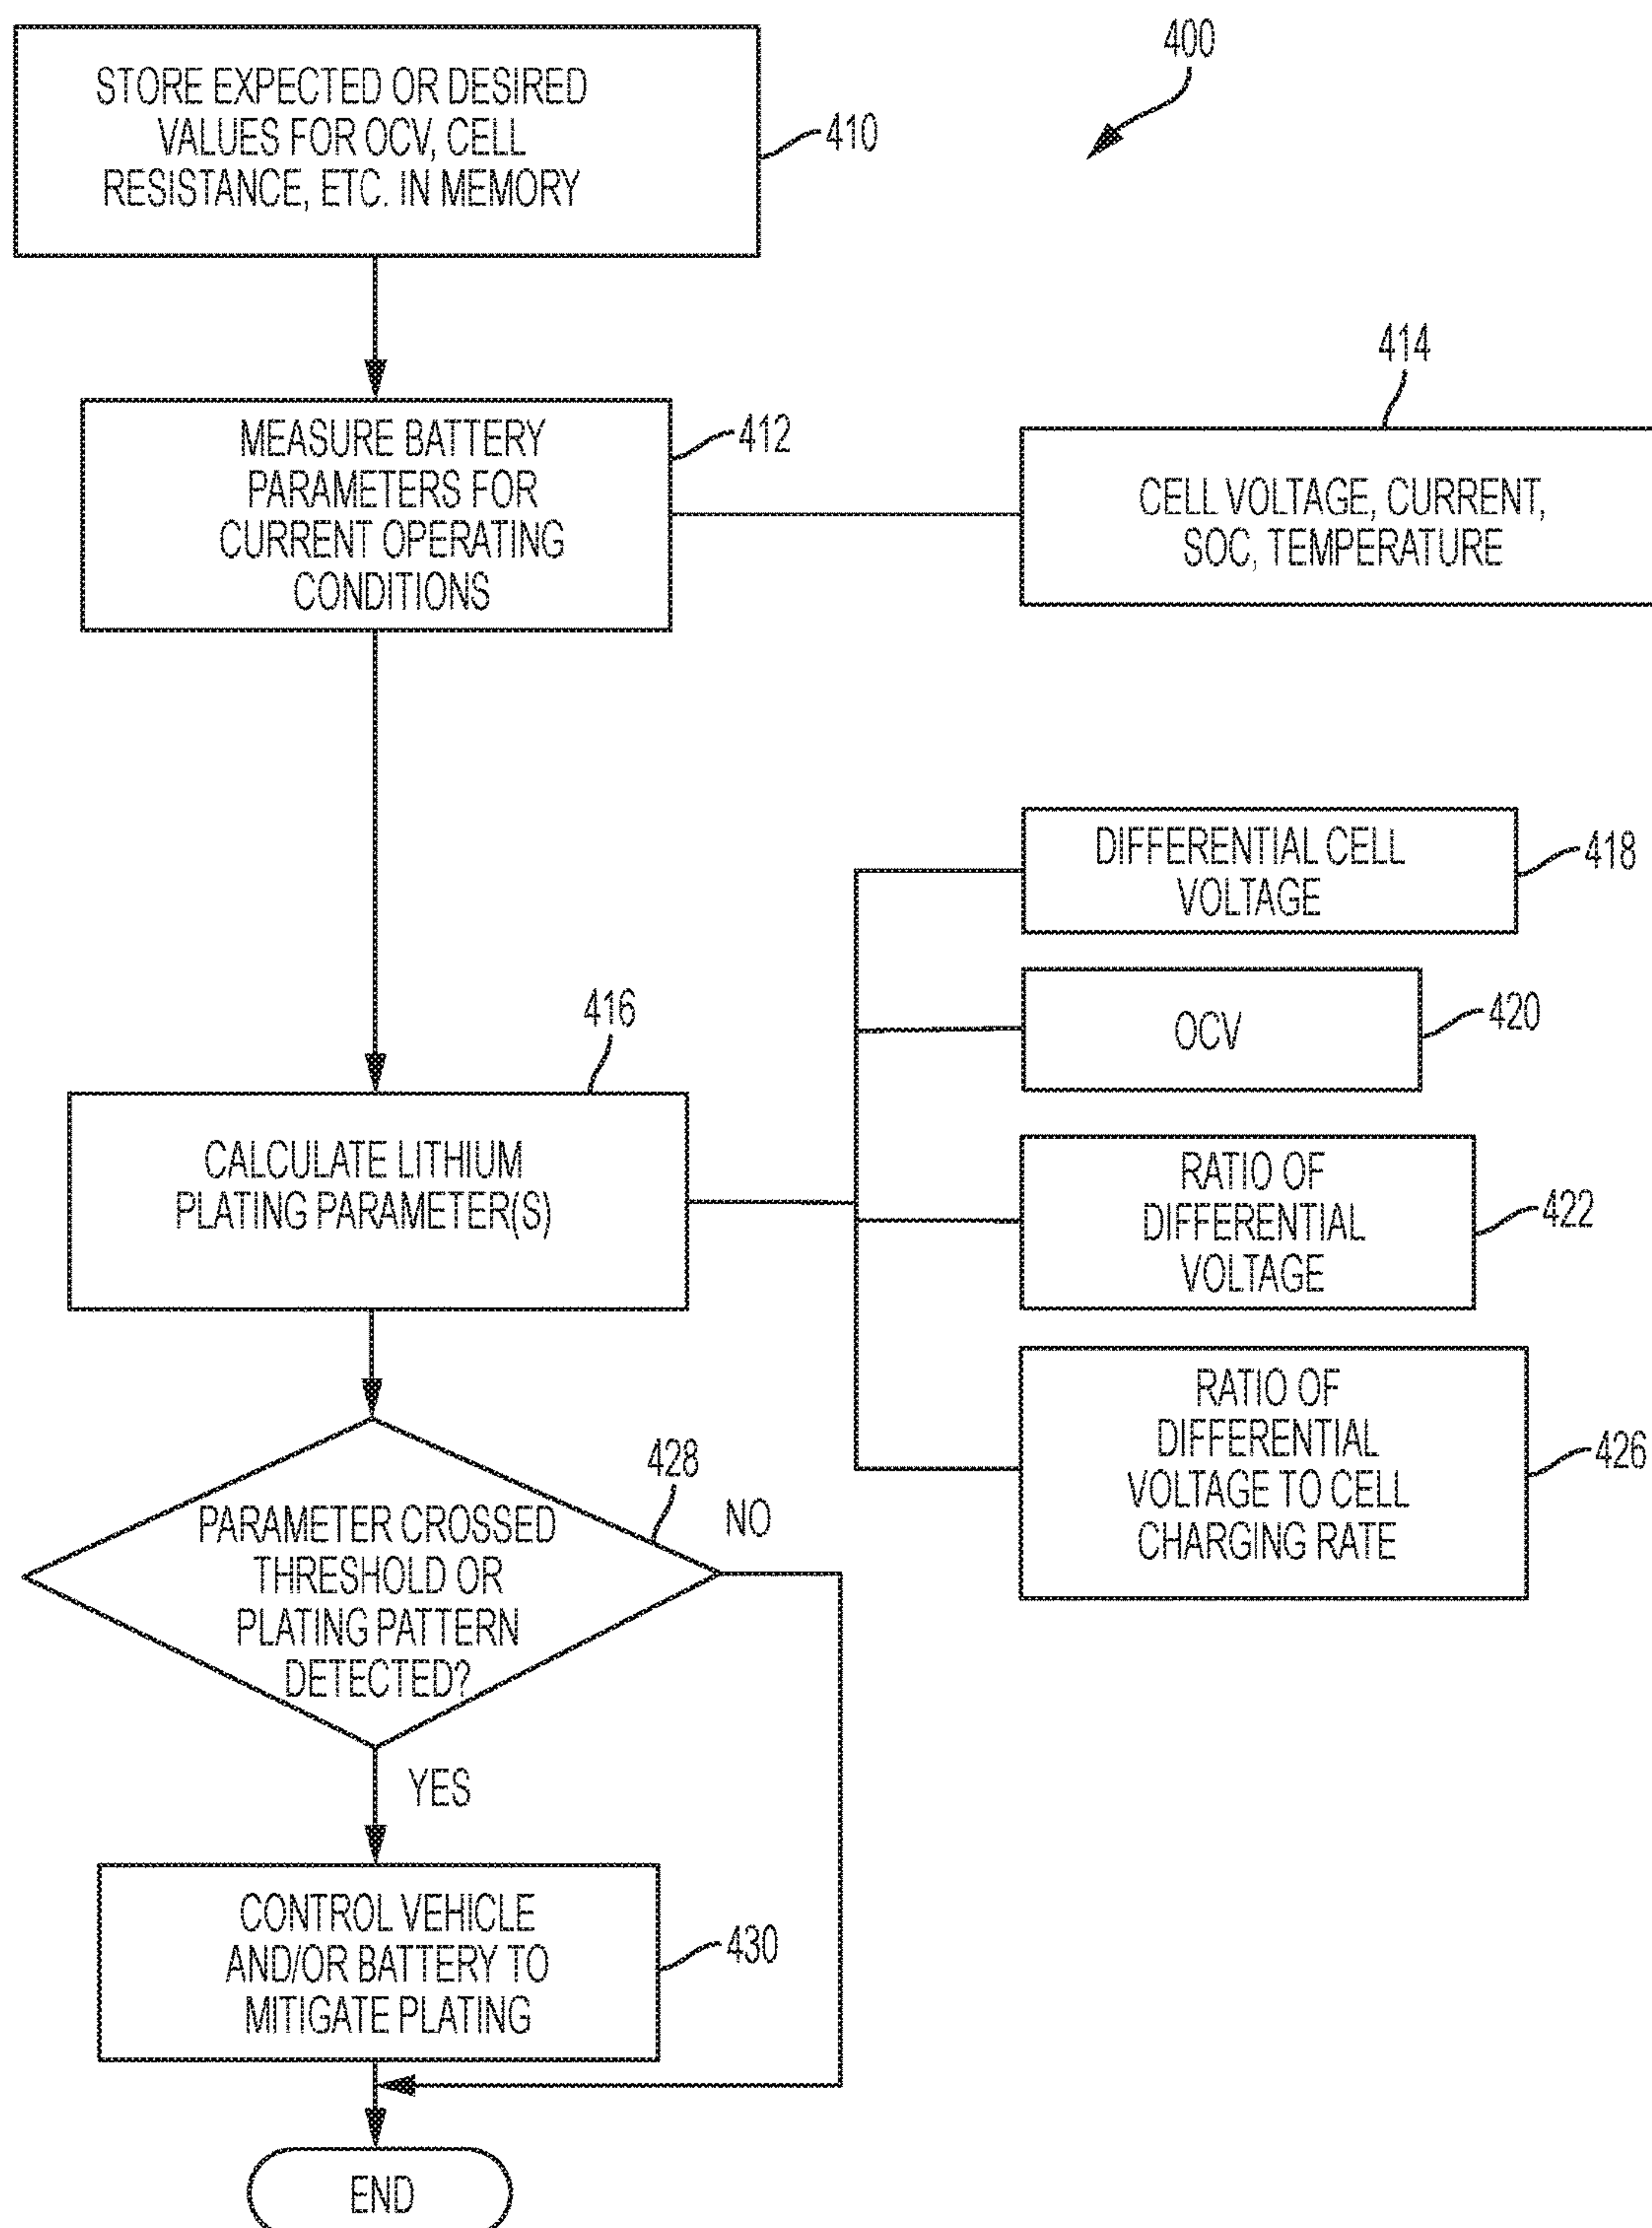 400
STORE EXPECTED OR DESIRED
VALUES FOR OCV, CELL
RESISTANCE, ETC. IN MEMORY
410
MEASURE BATTERY
PARAMETERS FOR
CURRENT OPERATING
CONDITIONS
412
414
CELL VOLTAGE, CURRENT,
SOC, TEMPERATURE
416
CALCULATE LITHIUM
PLATING PARAMETER(S)
DIFFERENTIAL CELL
VOLTAGE
418
OCV
420
RATIO OF
DIFFERENTIAL
VOLTAGE
422
RATIO OF
DIFFERENTIAL
VOLTAGE TO CELL
CHARGING RATE
426
428
PARAMETER CROSSED
THRESHOLD OR
PLATING PATTERN
DETECTED?
NO
YES
CONTROL VEHICLE
AND/OR BATTERY TO
MITIGATE PLATING
430
END